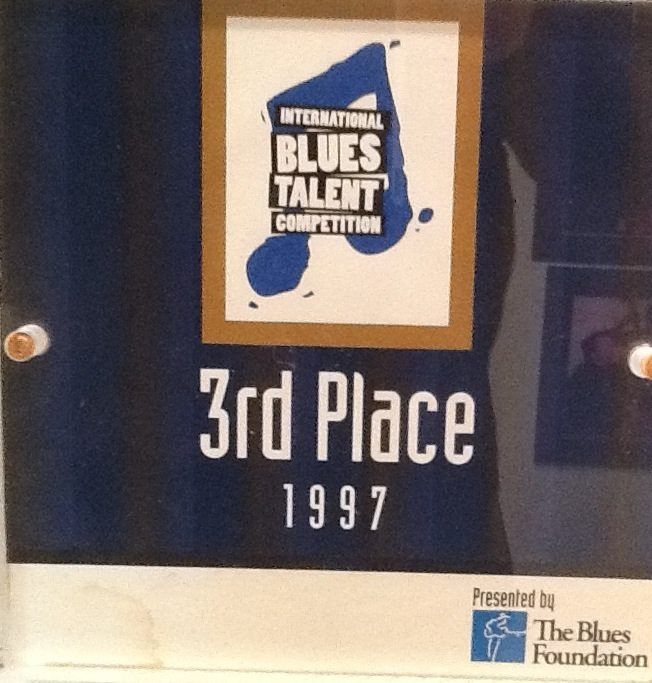 INTERNATIONAL
BLUES
TALENT
COMPETITION
3rd Place
1997
Presented by
The Blues
Foundation